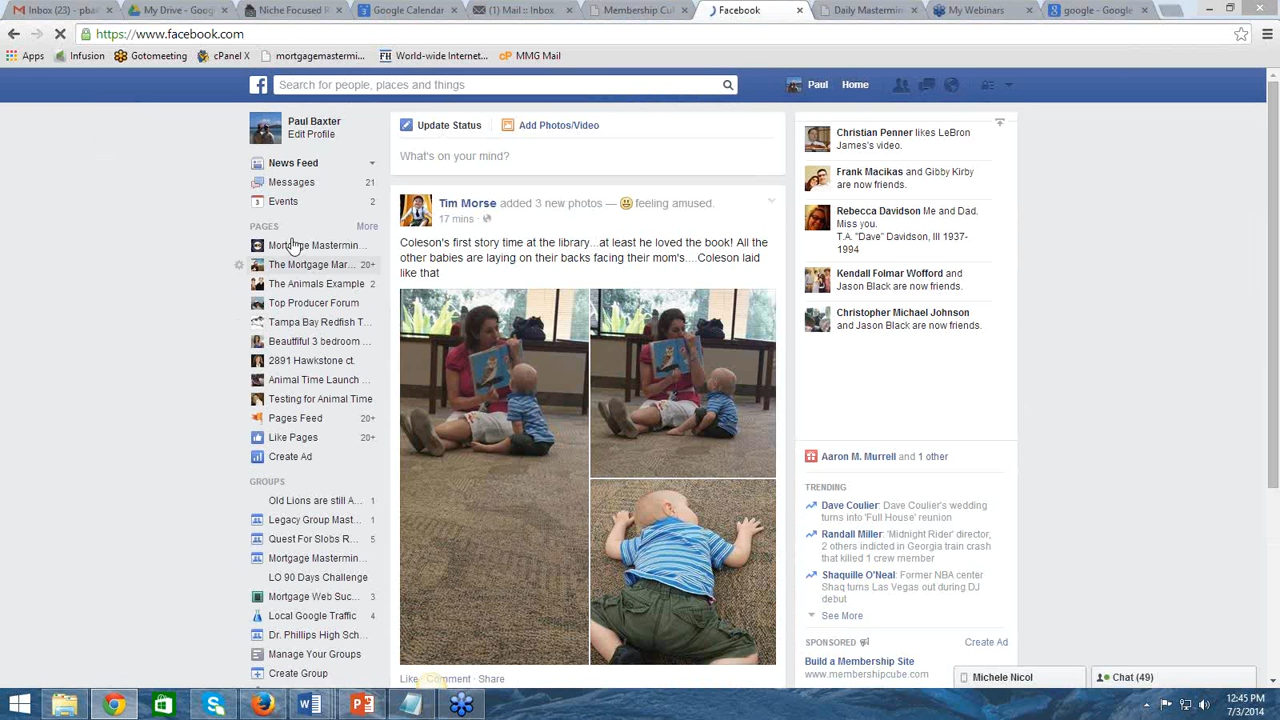 Inbox (23) - pba
My Drive - Goog
Niche Focused R
Google Calendar
(1) Mail :: Inbox
Membership Cu
Facebook
Daily Mastermin
My Webinars
google - Google
https://www.facebook.com
Apps
Infusion
Gotomeeting
cPanel X
mortgagemastermi...
FH World-wide Internet...
cP MMG Mail
Search for people, places and things
Paul
Home
Paul Baxter
Edit Profile
News Feed
Messages 21
Events 2
PAGES More
Mortgage Mastermin...
The Mortgage Mar... 20+
The Animals Example 2
Top Producer Forum
Tampa Bay Redfish T...
Beautfiful 3 bedroom ...
2891 Hawkstone ct.
Animal Time Launch ...
Testing for Animal Time
Pages Feed 20+
Like Pages 20+
Create Ad
GROUPS
Old Lions are still A... 1
Legacy Group Mast... 1
Quest For Slobs R... 5
Mortgage Mastermin...
LO 90 Days Challenge
Mortgage Web Suc... 3
Local Google Traffic 4
Dr. Phillips High Sch...
Manage Your Groups
Create Group
Update Status
Add Photos/Video
What's on your mind?
Tim Morse added 3 new photos — feeling amused.
17 mins ·
Coleson's first story time at the library...at least he loved the book! All the
other babies are laying on their backs facing their mom's....Coleson laid
like that
Like · Comment · Share
Christian Penner likes LeBron
James's video.
Frank Macikas and Gibby Kirby
are now friends.
Rebecca Davidson Me and Dad.
Miss you.
T.A. "Dave" Davidson, III 1937-
1994
Kendall Folmar Wofford and
Jason Black are now friends.
Christopher Michael Johnson
and Jason Black are now friends.
Aaron M. Murrell and 1 other
TRENDING
Dave Coulier: Dave Coulier's wedding
turns into 'Full House' reunion
Randall Miller: 'Midnight Rider' director,
2 others indicted in Georgia train crash
that killed 1 crew member
Shaquille O'Neal: Former NBA center
Shaq turns Las Vegas out during DJ
debut
See More
SPONSORED
Create Ad
Build a Membership Site
www.membershipcube.com
Michele Nicol
Chat (49)
12:45 PM
7/3/2014